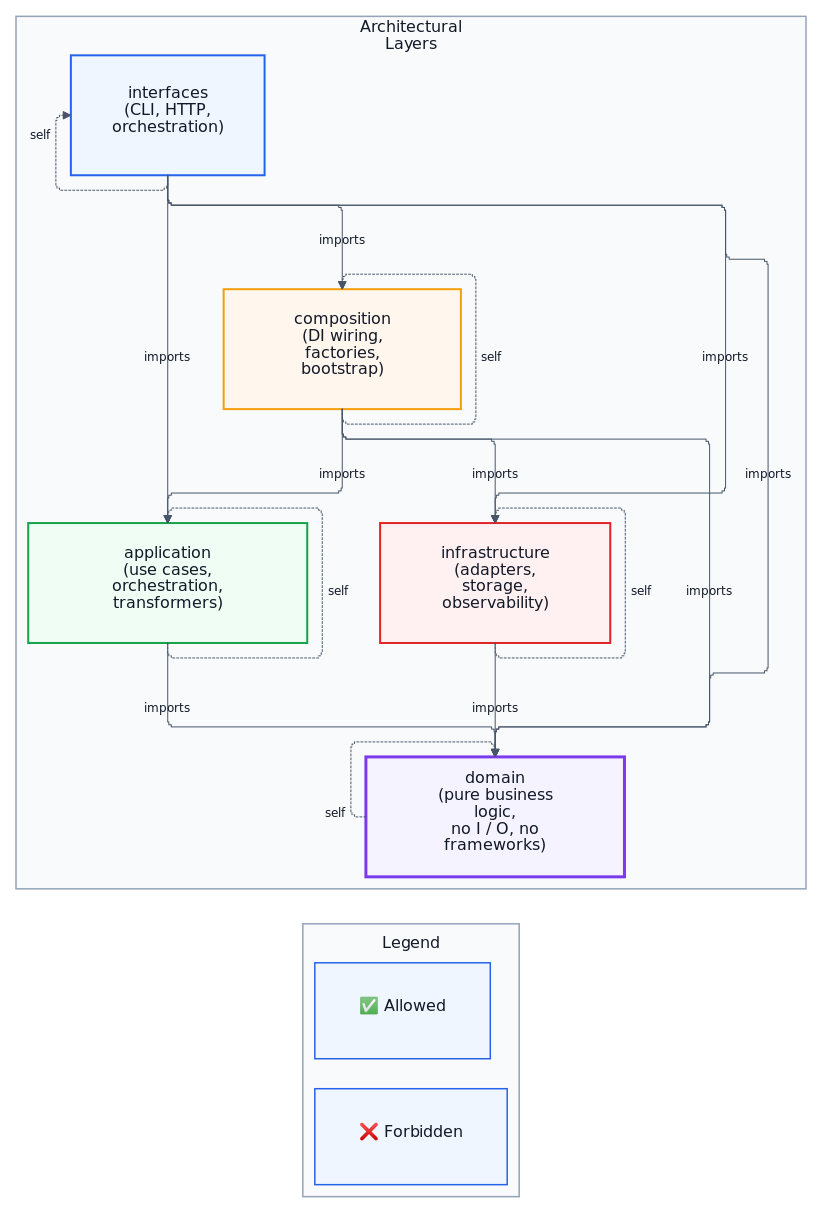 Architectural
Layers
interfaces
(CLI, HTTP,
orchestration)
self
imports
composition
(DI wiring,
factories,
bootstrap)
self
imports
imports
imports
imports
imports
application
(use cases,
orchestration,
transformers)
self
infrastructure
(adapters,
storage,
observability)
self
imports
imports
imports
domain
(pure business
logic,
no I / O, no
frameworks)
self
Legend
✅ Allowed
❌ Forbidden